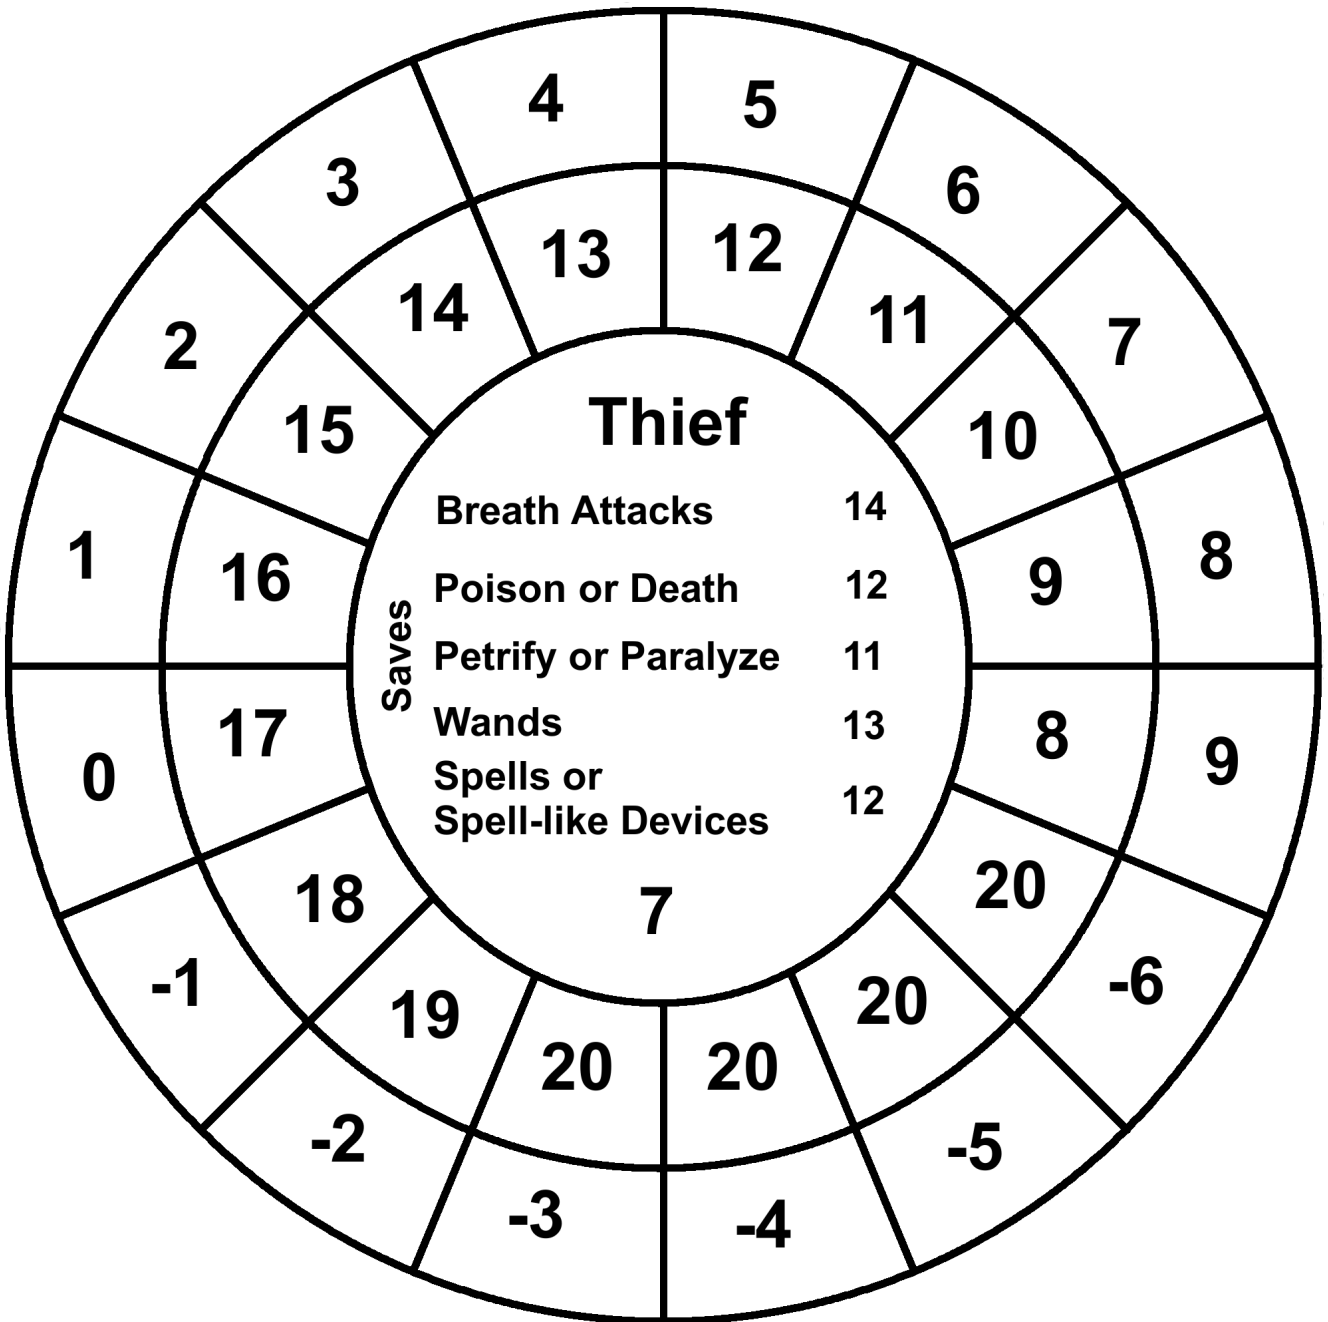 4 5
3 6
13 12
14 11
2 7
15 10
Thief
Breath Attacks 14
1 16 9 8
Poison or Death 12
Saves
Petrify or Paralyze 11
Wands 13
0 17 8 9
Spells or
Spell-like Devices 12
18 20
7
-1 -6
19 20
20 20
-2 -5
-3 -4